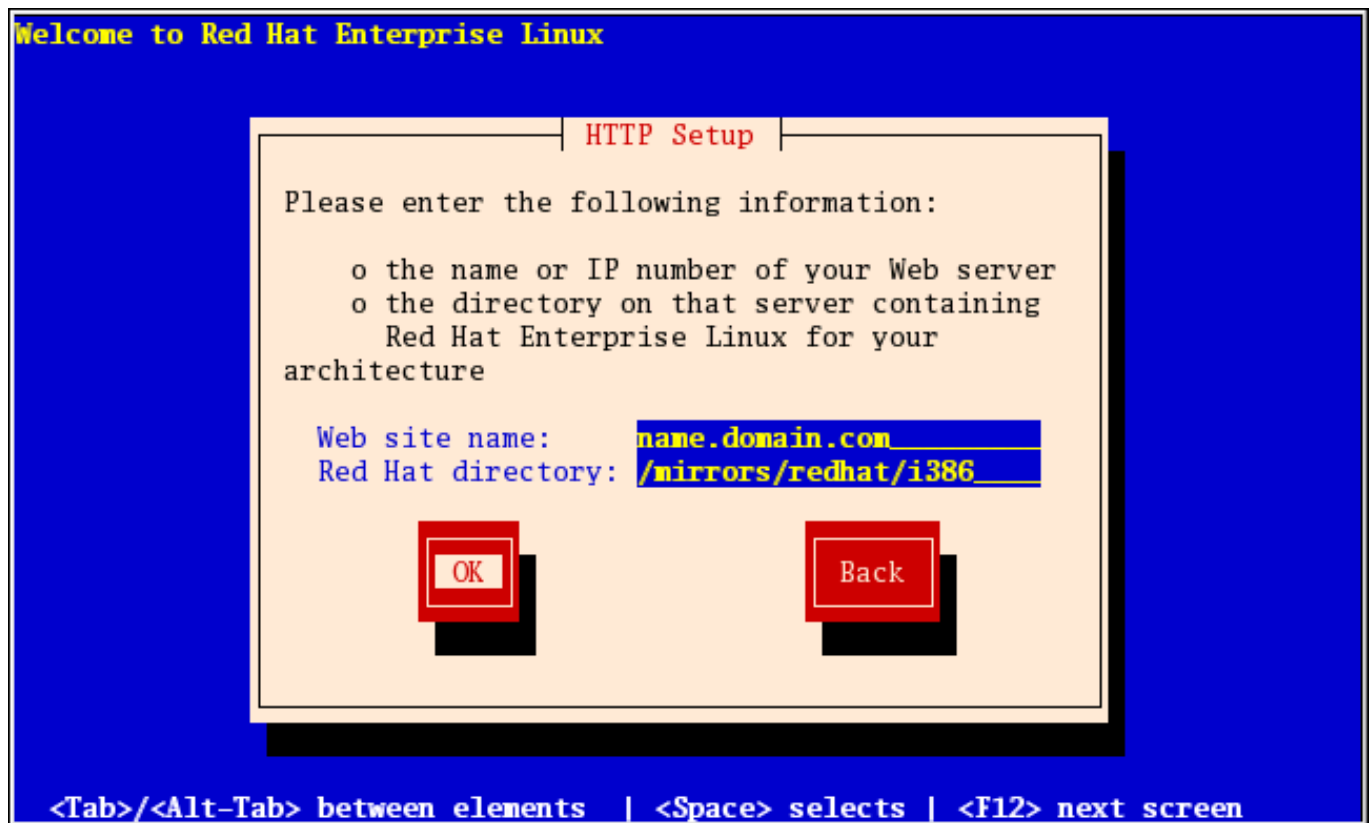 Welcome to Red Hat Enterprise Linux
HTTP Setup
Please enter the following information:
o the name or IP number of your Web server
o the directory on that server containing
Red Hat Enterprise Linux for your
architecture
Web site name: name.domain.com_________
Red Hat directory: /mirrors/redhat/i386____
OK Back
<Tab>/<Alt-Tab> between elements | <Space> selects | <F12> next screen